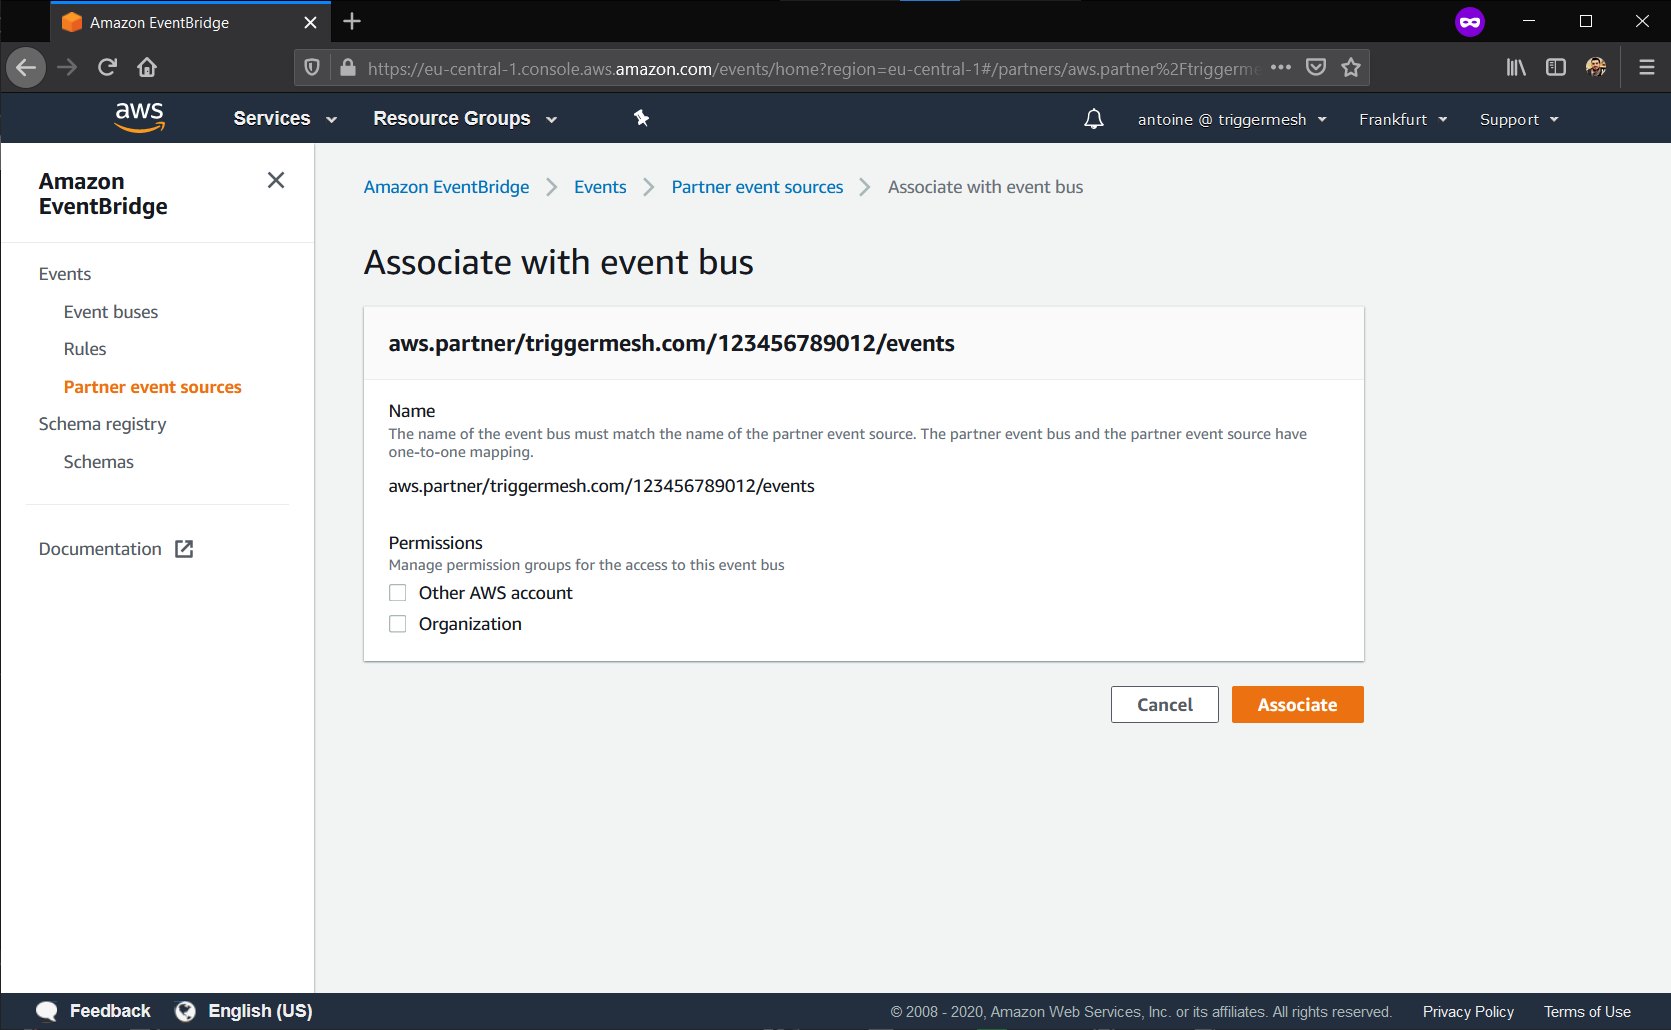 Amazon EventBridge
https://eu-central-1.console.aws.amazon.com/events/home?region=eu-central-1#/partners/aws.partner%2Ftriggerme
aws
Services
Resource Groups
antoine @ triggermesh
Frankfurt
Support
Amazon
EventBridge
Events
Event buses
Rules
Partner event sources
Schema registry
Schemas
Documentation
Amazon EventBridge
Events
Partner event sources
Associate with event bus
Associate with event bus
aws.partner/triggermesh.com/123456789012/events
Name
The name of the event bus must match the name of the partner event source. The partner event bus and the partner event source have
one-to-one mapping.
aws.partner/triggermesh.com/123456789012/events
Permissions
Manage permission groups for the access to this event bus
Other AWS account
Organization
Cancel
Associate
Feedback
English (US)
© 2008 - 2020, Amazon Web Services, Inc. or its affiliates. All rights reserved.
Privacy Policy
Terms of Use